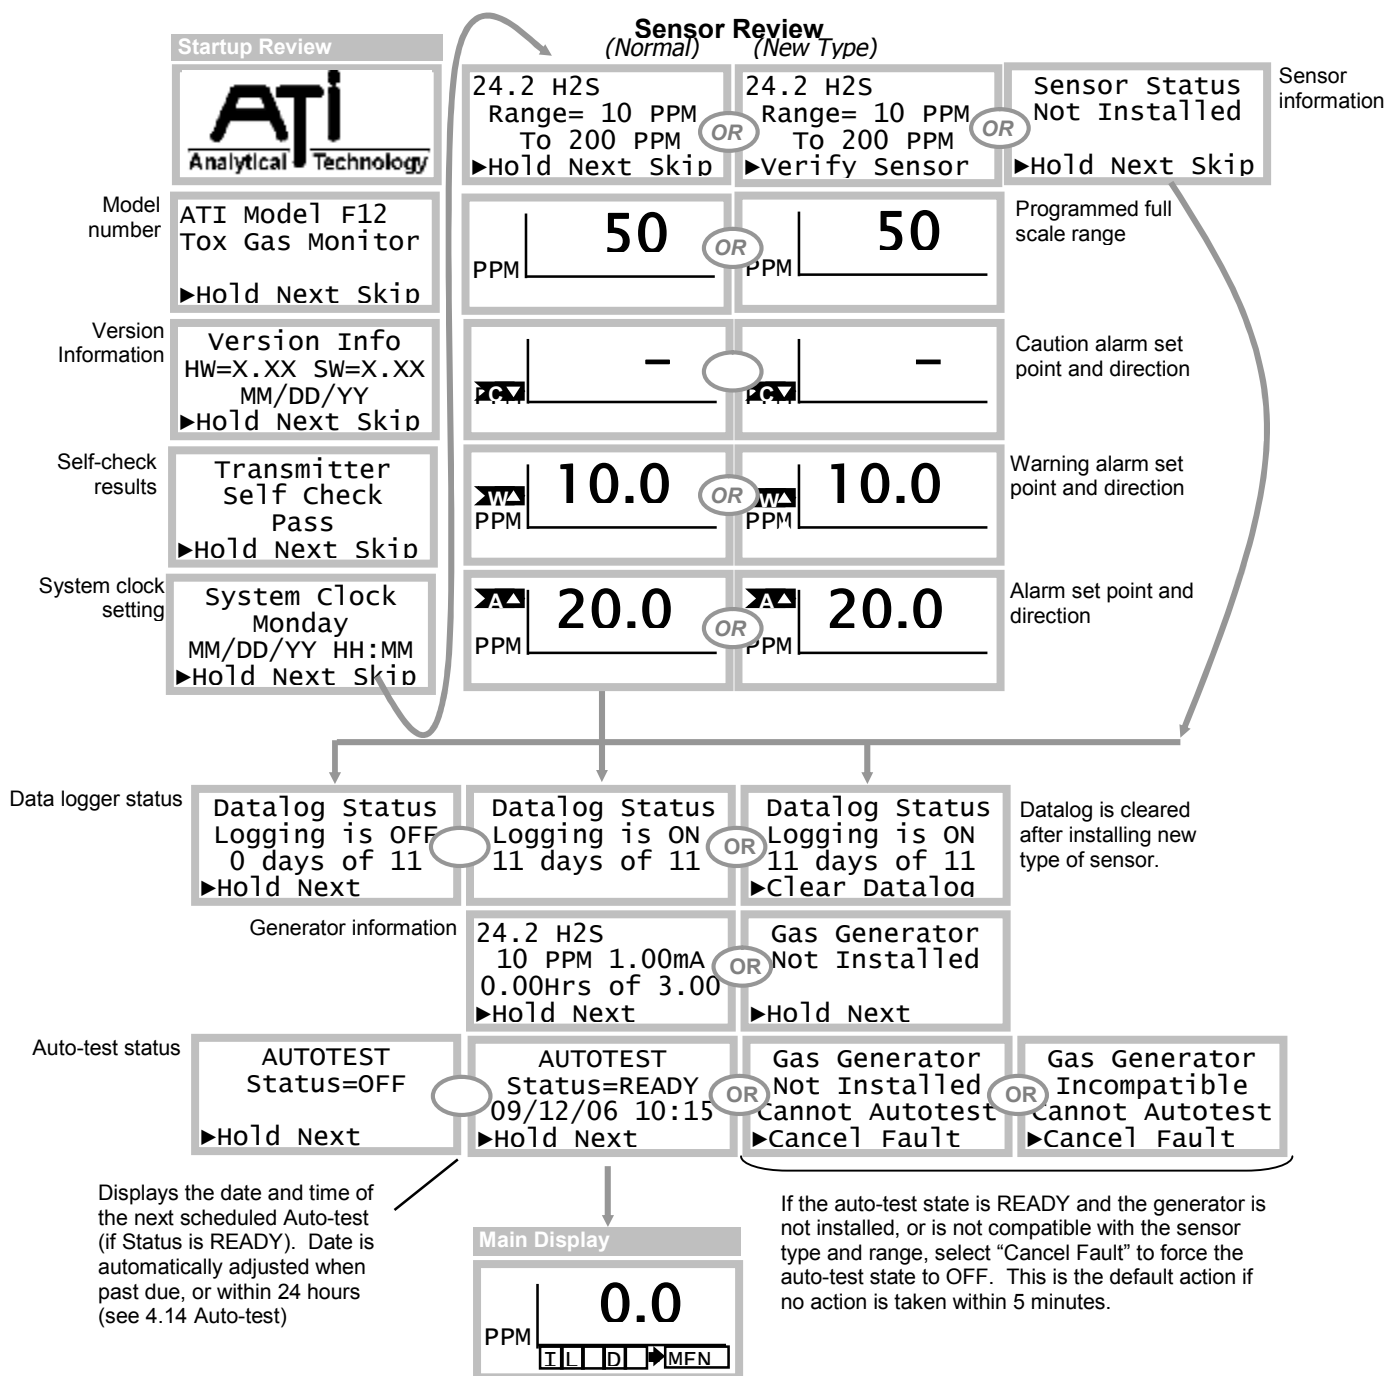 Sensor Review
(Normal)
(New Type)
Startup Review
ATi
Analytical Technology
24.2 H2S
Range= 10 PPM
To 200 PPM
►Hold Next Skip
OR
24.2 H2S
Range= 10 PPM
To 200 PPM
►Verify Sensor
OR
Sensor Status
Not Installed
►Hold Next Skip
Sensor
information
Model
number
ATI Model F12
Tox Gas Monitor
►Hold Next Skip
50
PPM
OR
50
PPM
Programmed full
scale range
Version
Information
Version Info
HW=X.XX SW=X.XX
MM/DD/YY
►Hold Next Skip
–
C▼
–
C▼
Caution alarm set
point and direction
Self-check
results
Transmitter
Self Check
Pass
►Hold Next Skip
W▲
10.0
PPM
OR
W▲
10.0
PPM
Warning alarm set
point and direction
System clock
setting
System Clock
Monday
MM/DD/YY HH:MM
►Hold Next Skip
A▲
20.0
PPM
OR
A▲
20.0
PPM
Alarm set point and
direction
Data logger status
Datalog Status
Logging is OFF
0 days of 11
►Hold Next
Datalog Status
Logging is ON
11 days of 11
OR
Datalog Status
Logging is ON
11 days of 11
►Clear Datalog
Datalog is cleared
after installing new
type of sensor.
Generator information
24.2 H2S
10 PPM 1.00mA
0.00Hrs of 3.00
►Hold Next
OR
Gas Generator
Not Installed
►Hold Next
Auto-test status
AUTOTEST
Status=OFF
►Hold Next
AUTOTEST
Status=READY
09/12/06 10:15
►Hold Next
OR
Gas Generator
Not Installed
Cannot Autotest
►Cancel Fault
OR
Gas Generator
Incompatible
Cannot Autotest
►Cancel Fault
Displays the date and time of
the next scheduled Auto-test
(if Status is READY). Date is
automatically adjusted when
past due, or within 24 hours
(see 4.14 Auto-test)
If the auto-test state is READY and the generator is
not installed, or is not compatible with the sensor
type and range, select “Cancel Fault” to force the
auto-test state to OFF. This is the default action if
no action is taken within 5 minutes.
Main Display
0.0
PPM
I L D MEN